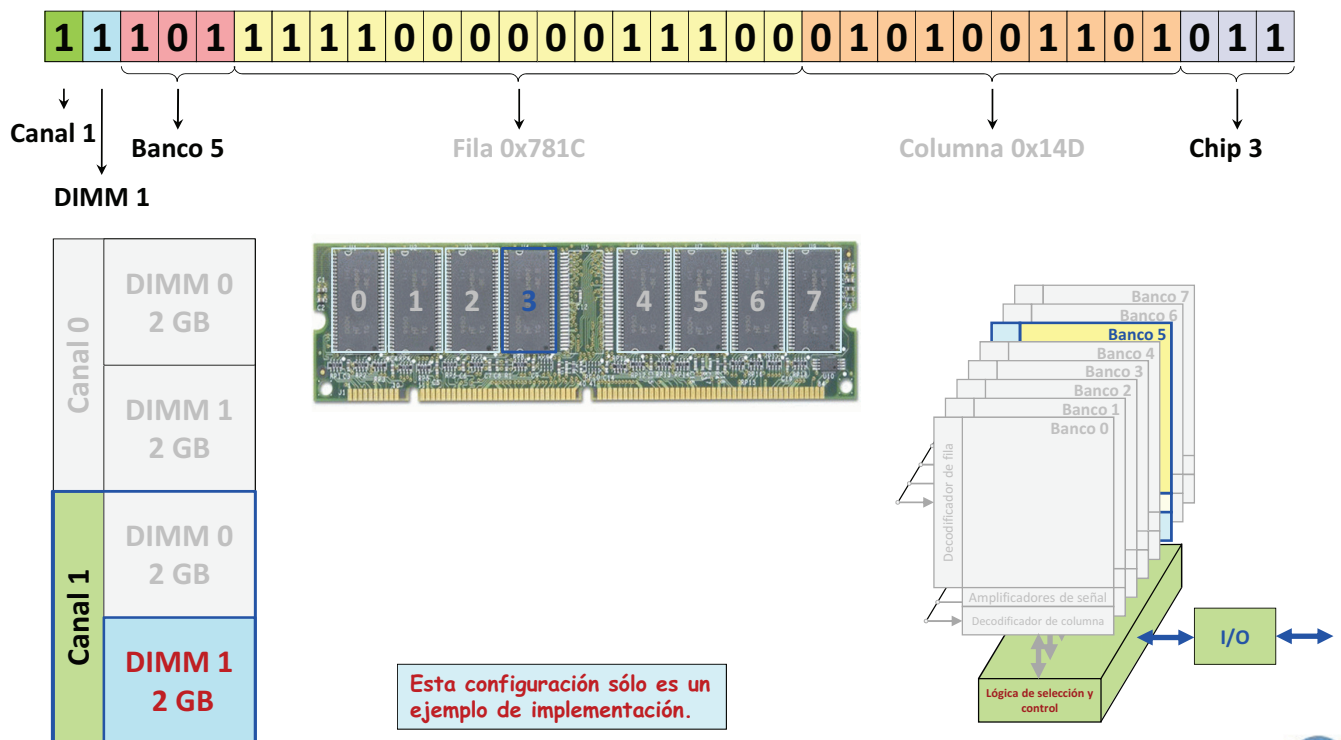 1 1 1 0 1 1 1 1 1 0 0 0 0 0 0 1 1 1 0 0 0 1 0 1 0 0 1 1 0 1 0 1 1
Canal 1
Banco 5
Fila 0x781C
Columna 0x14D
Chip 3
DIMM 1
Canal 0
DIMM 0
2 GB
DIMM 1
2 GB
Canal 1
DIMM 0
2 GB
DIMM 1
2 GB
0 1 2 3 4 5 6 7
Esta configuración sólo es un
ejemplo de implementación.
Banco 7
Banco 6
Banco 5
Banco 4
Banco 3
Banco 2
Banco 1
Banco 0
Decodificador de fila
Amplificadores de señal
Decodificador de columna
I/O
Lógica de selección y
control